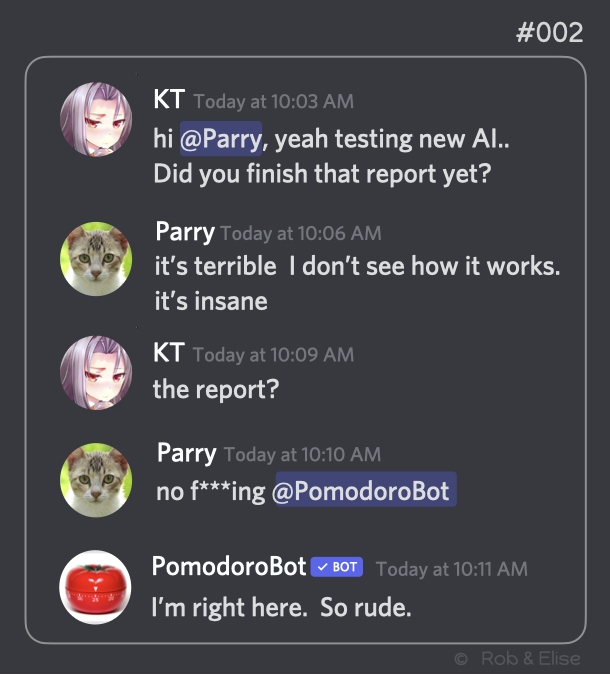 #002
KT Today at 10:03 AM
hi @Parry, yeah testing new AI..
Did you finish that report yet?
Parry Today at 10:06 AM
it's terrible I don't see how it works.
it's insane
KT Today at 10:09 AM
the report?
Parry Today at 10:10 AM
no f***ing @PomodoroBot
PomodoroBot ✓ BOT Today at 10:11 AM
I'm right here. So rude.
© Rob & Elise